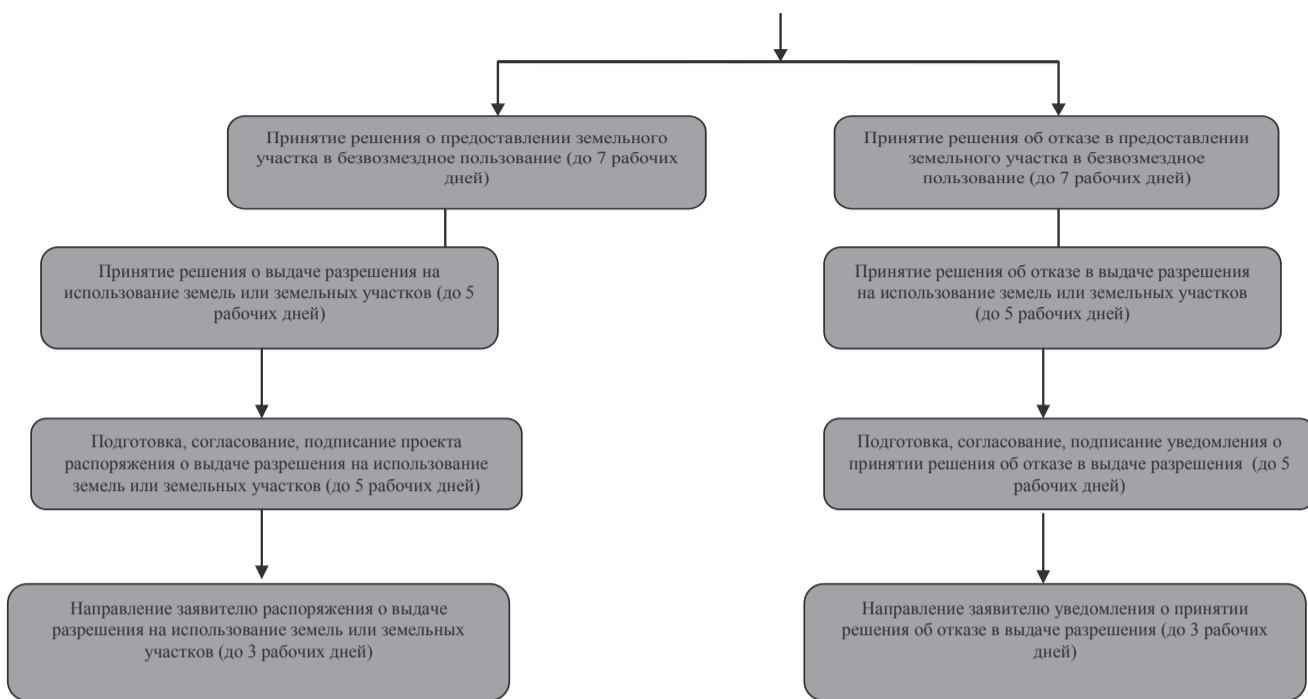 Принятие решения о предоставлении земельного
участка в безвозмездное пользование (до 7 рабочих
дней)
Принятие решения об отказе в предоставлении
земельного участка в безвозмездное
пользование (до 7 рабочих дней)
Принятие решения о выдаче разрешения на
использование земель или земельных участков (до 5
рабочих дней)
Принятие решения об отказе в выдаче разрешения
на использование земель или земельных участков
(до 5 рабочих дней)
Подготовка, согласование, подписание проекта
распоряжения о выдаче разрешения на использование
земель или земельных участков (до 5 рабочих дней)
Подготовка, согласование, подписание уведомления о
принятии решения об отказе в выдаче разрешения (до 5
рабочих дней)
Направление заявителю распоряжения о выдаче
разрешения на использование земель или земельных
участков (до 3 рабочих дней)
Направление заявителю уведомления о принятии
решения об отказе в выдаче разрешения (до 3 рабочих
дней)